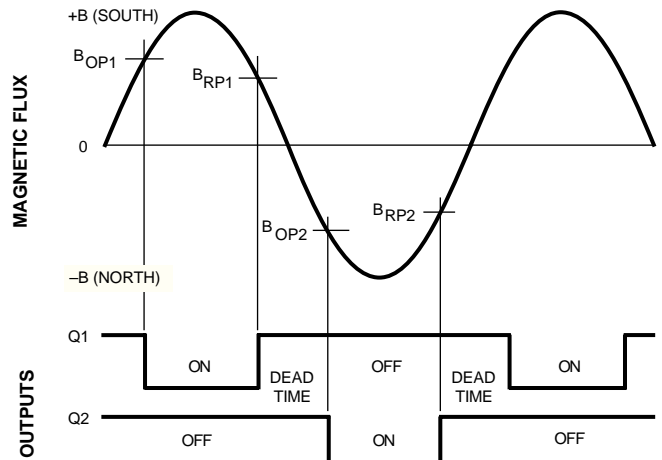 +B (SOUTH)
BOP1
BRP1
MAGNETIC FLUX
0
BOP2
BRP2
–B (NORTH)
Q1
ON
OFF
ON
DEAD TIME
DEAD TIME
OUTPUTS
Q2
OFF
ON
OFF